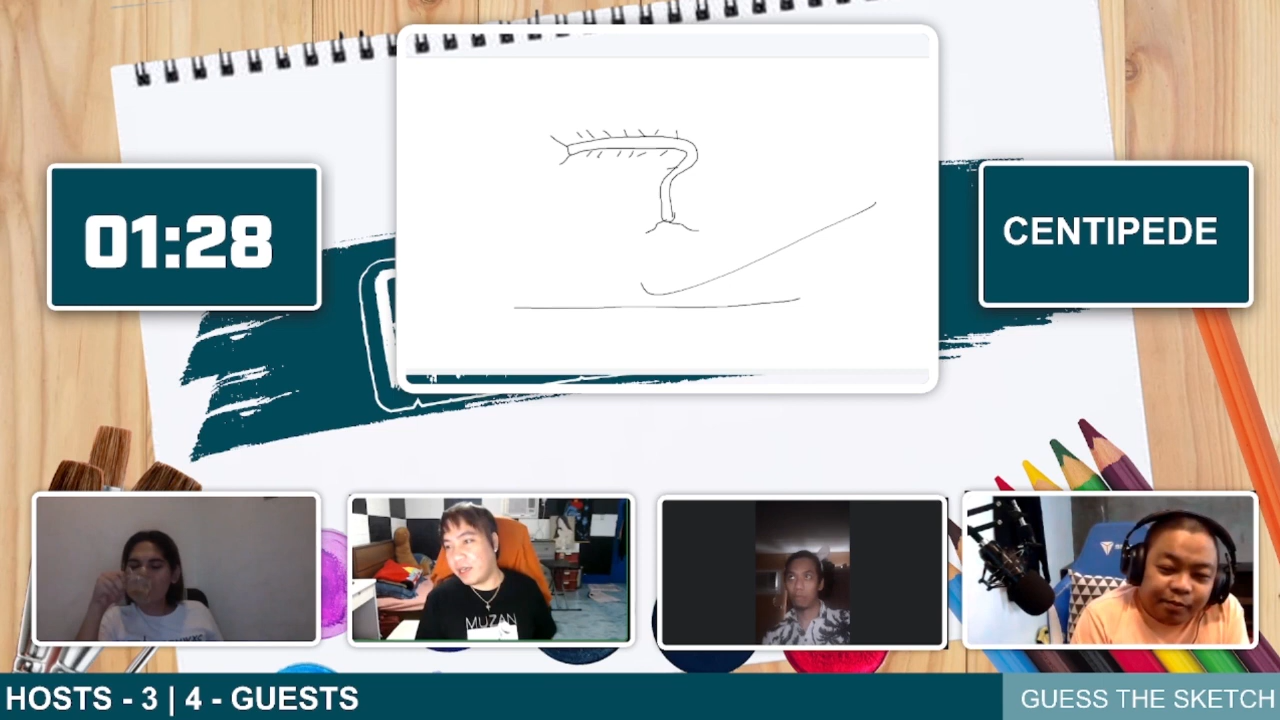 01:28
CENTIPEDE
MUZAN
HOSTS - 3 | 4 - GUESTS
GUESS THE SKETCH